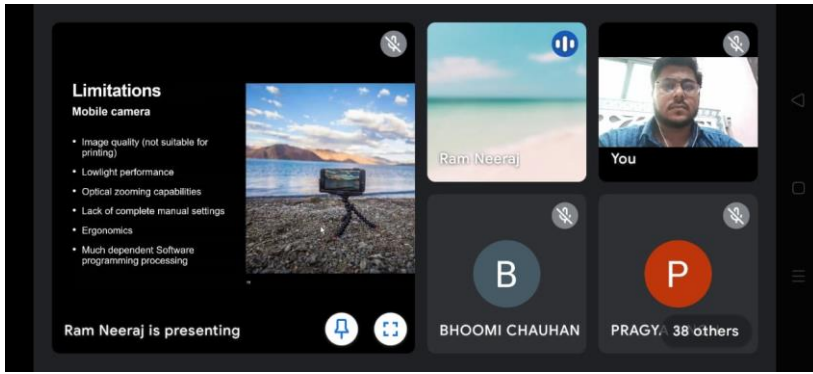 Limitations
Mobile camera
• Image quality (not suitable for
printing)
• Lowlight performance
• Optical zooming capabilities
• Lack of complete manual settings
• Ergonomics
• Much dependent Software
programming processing
Ram Neeraj is presenting
Ram Neeraj
You
B
BHOOMI CHAUHAN
P
PRAGYA
38 others